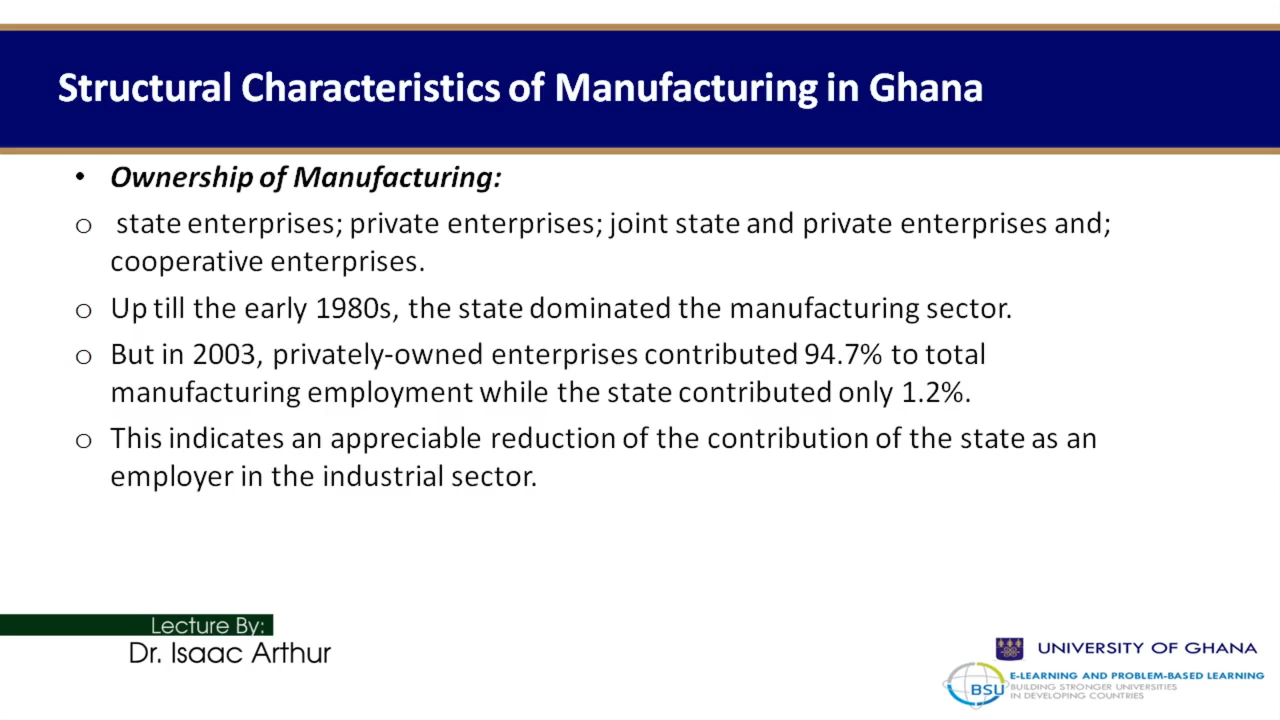 Structural Characteristics of Manufacturing in Ghana
• Ownership of Manufacturing:
o state enterprises; private enterprises; joint state and private enterprises and;
cooperative enterprises.
o Up till the early 1980s, the state dominated the manufacturing sector.
o But in 2003, privately-owned enterprises contributed 94.7% to total
manufacturing employment while the state contributed only 1.2%.
o This indicates an appreciable reduction of the contribution of the state as an
employer in the industrial sector.
Lecture By:
Dr. Isaac Arthur
UNIVERSITY OF GHANA
BSU
E-LEARNING AND PROBLEM-BASED LEARNING
BUILDING STRONGER UNIVERSITIES
IN DEVELOPING COUNTRIES